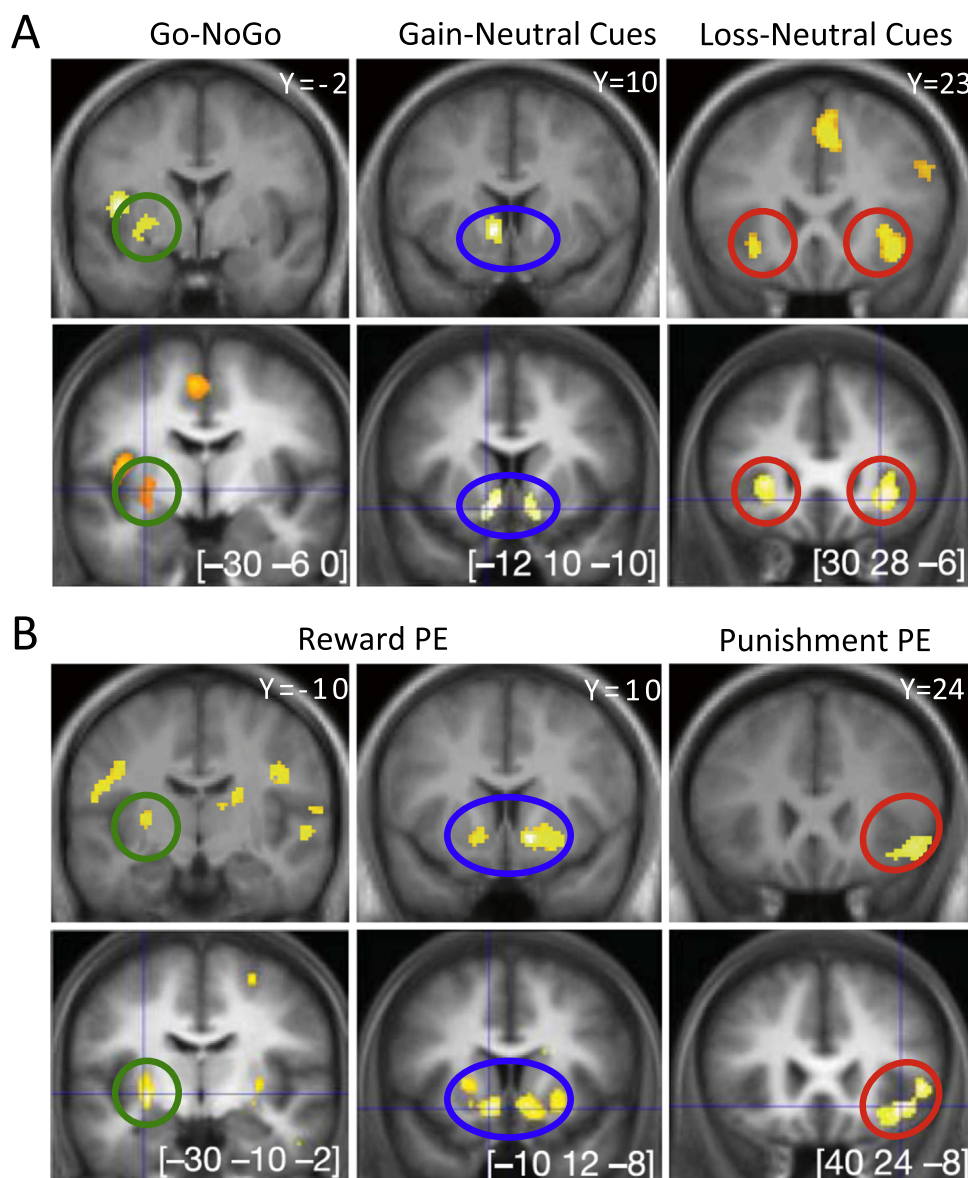 A
Go-NoGo
Gain-Neutral Cues
Loss-Neutral Cues
Y=-2
Y=10
Y=23
[–30 –6 0]
[–12 10 –10]
[30 28 –6]
B
Reward PE
Punishment PE
Y=-10
Y=10
Y=24
[–30 –10 –2]
[–10 12 –8]
[40 24 –8]